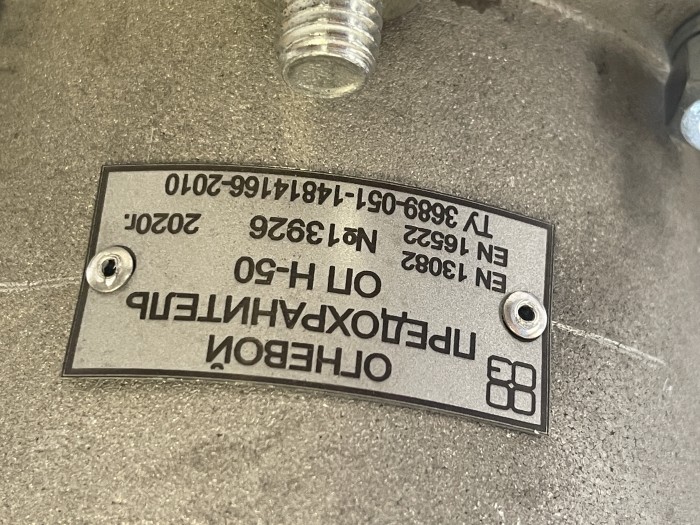 ОГНЕВОЙ
ПРЕДОХРАНИТЕЛЬ
ОП Н-50
EN 13082
EN 16522 №13926 2020г.
ТУ 3689-051-14814166-2010